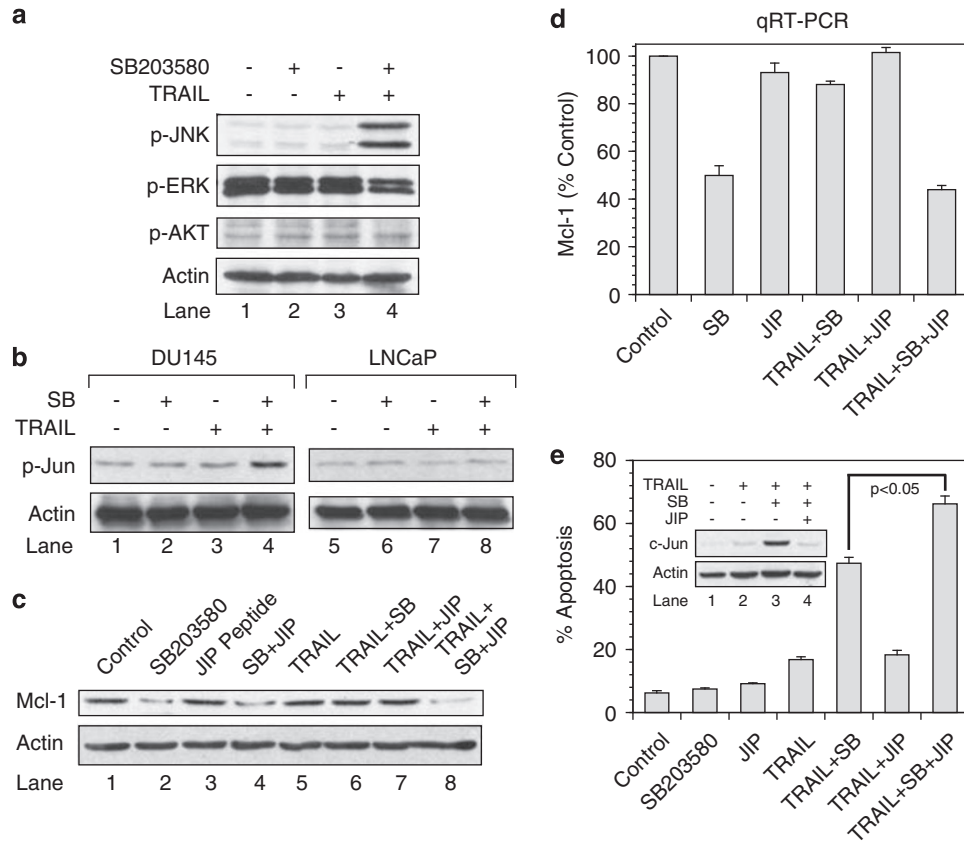 a
SB203580 - + - +
TRAIL - - + +
p-JNK
p-ERK
p-AKT
Actin
Lane 1 2 3 4
b
DU145 LNCaP
SB - + - + - + - +
TRAIL - - + + - - + +
p-Jun
Actin
Lane 1 2 3 4 5 6 7 8
c
Control SB203580 JIP Peptide SB+JIP TRAIL TRAIL+SB TRAIL+JIP TRAIL+ SB+JIP
Mcl-1
Actin
Lane 1 2 3 4 5 6 7 8
d
qRT-PCR
Mcl-1 (% Control)
100
80
60
40
20
0
Control SB JIP TRAIL+SB TRAIL+JIP TRAIL+SB+JIP
e
% Apoptosis
80
60
40
20
0
TRAIL - + + +
SB - - + +
JIP - - - +
c-Jun
Actin
Lane 1 2 3 4
p<0.05
Control SB203580 JIP TRAIL TRAIL+SB TRAIL+JIP TRAIL+SB+JIP